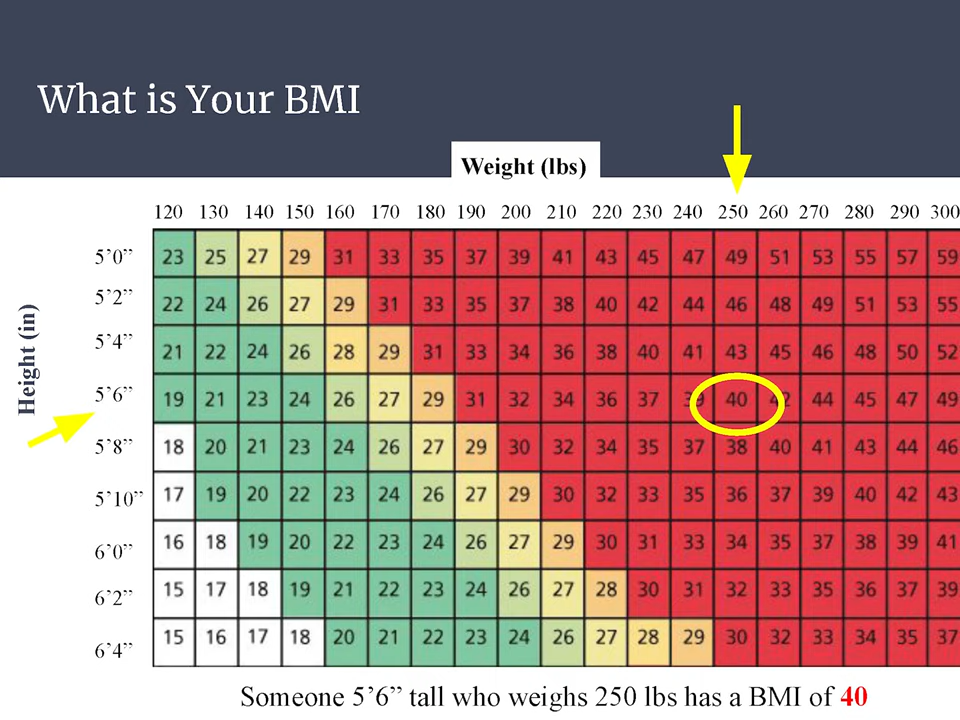 What is Your BMI
Weight (lbs)
120 130 140 150 160 170 180 190 200 210 220 230 240 250 260 270 280 290 300
Height (in)
5’0” 23 25 27 29 31 33 35 37 39 41 43 45 47 49 51 53 55 57 59
5’2” 22 24 26 27 29 31 33 35 37 38 40 42 44 46 48 49 51 53 55
5’4” 21 22 24 26 28 29 31 33 34 36 38 40 41 43 45 46 48 50 52
5’6” 19 21 23 24 26 27 29 31 32 34 36 37 39 40 42 44 45 47 49
5’8” 18 20 21 23 24 26 27 29 30 32 34 35 37 38 40 41 43 44 46
5’10” 17 19 20 22 23 24 26 27 29 30 32 33 35 36 37 39 40 42 43
6’0” 16 18 19 20 22 23 24 26 27 29 30 31 33 34 35 37 38 39 41
6’2” 15 17 18 19 21 22 23 24 26 27 28 30 31 32 33 35 36 37 39
6’4” 15 16 17 18 20 21 22 23 24 26 27 28 29 30 32 33 34 35 37
Someone 5’6” tall who weighs 250 lbs has a BMI of 40